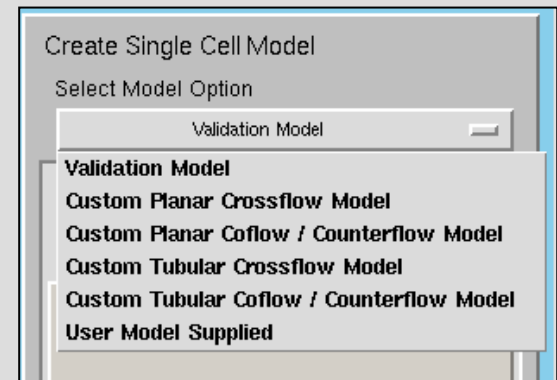 Create Single Cell Model
Select Model Option
Validation Model
Validation Model
Custom Planar Crossflow Model
Custom Planar Coflow / Counterflow Model
Custom Tubular Crossflow Model
Custom Tubular Coflow / Counterflow Model
User Model Supplied